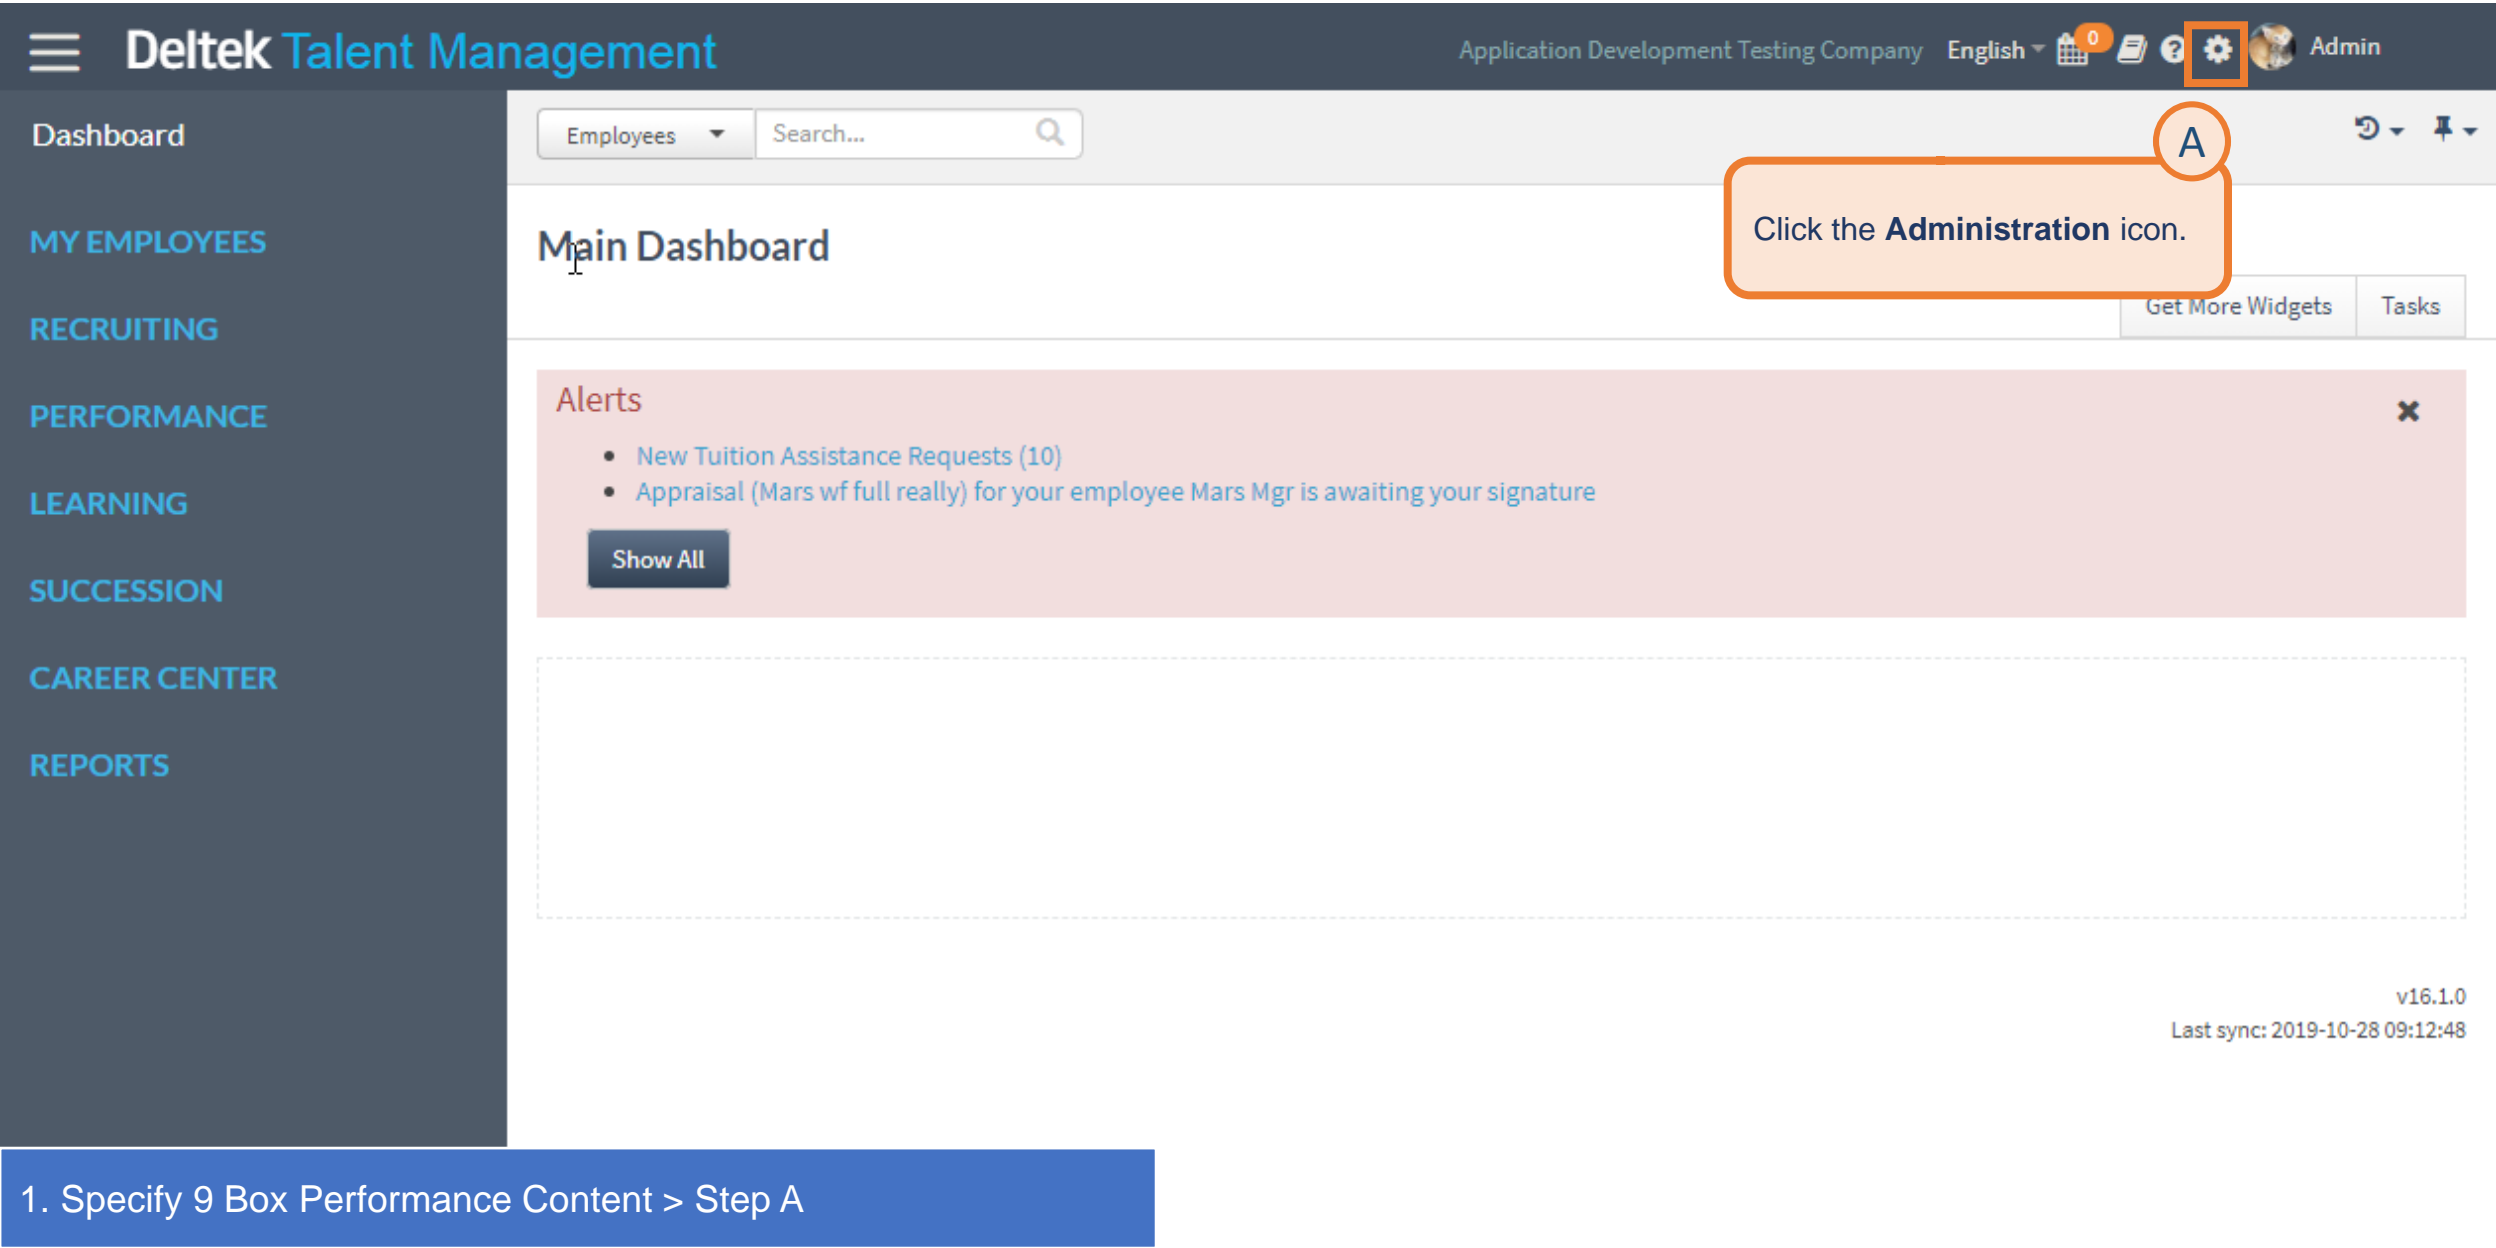 Deltek Talent Management
Application Development Testing Company English 0 Admin
Dashboard
MY EMPLOYEES
RECRUITING
PERFORMANCE
LEARNING
SUCCESSION
CAREER CENTER
REPORTS
Employees Search...
A
Click the Administration icon.
Main Dashboard
Get More Widgets Tasks
Alerts
New Tuition Assistance Requests (10)
Appraisal (Mars wf full really) for your employee Mars Mgr is awaiting your signature
Show All
v16.1.0
Last sync: 2019-10-28 09:12:48
1. Specify 9 Box Performance Content > Step A